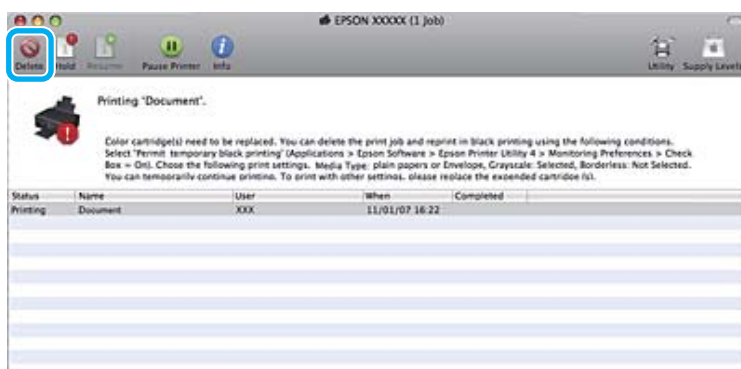 EPSON XXXXX (1 Job)
Delete Hold Resume Pause Printer Info Utility Supply Levels
Printing "Document".
Color cartridge(s) need to be replaced. You can delete the print job and reprint in black printing using the following conditions.
Select "Permit temporary black printing" (Applications > Epson Software > Epson Printer Utility 4 > Monitoring Preferences > Check
Box = On). Chose the following print settings. Media Type: plain papers or Envelope, Grayscale: Selected, Borderless: Not Selected.
You can temporarily continue printing. To print with other settings, please replace the expended cartridge (s).
Status Name User When Completed
Printing Document XXX 11/01/07 16:22